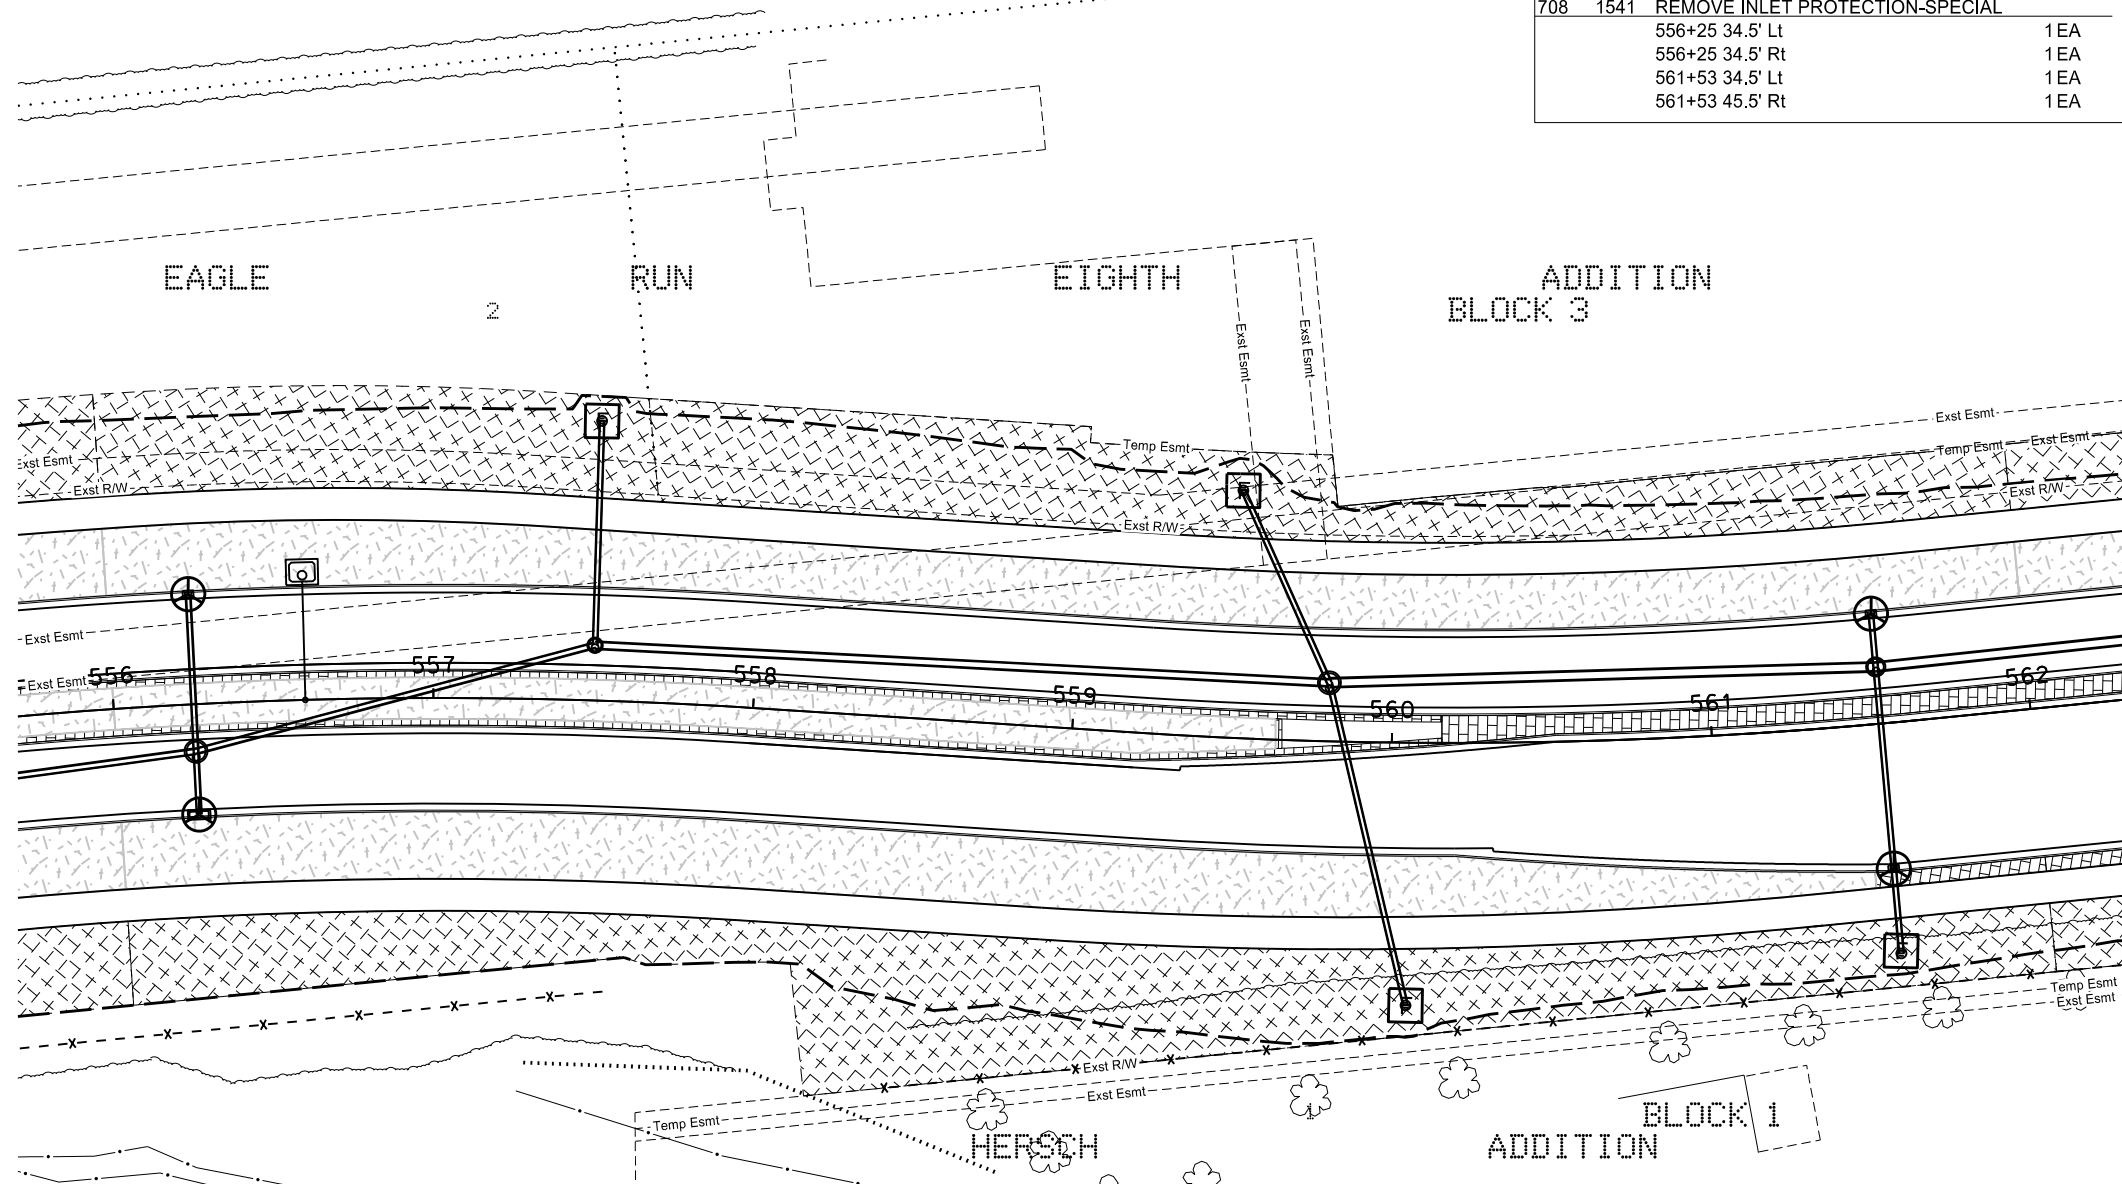 708 1541 REMOVE INLET PROTECTION-SPECIAL
556+25 34.5' Lt 1 EA
556+25 34.5' Rt 1 EA
561+53 34.5' Lt 1 EA
561+53 45.5' Rt 1 EA
EAGLE RUN EIGHTH ADDITION
2
BLOCK 3
Exst Esmt
Exst Esmt
Exst Esmt
Temp Esmt
Temp Esmt
Exst Esmt
Exst Esmt
Exst R/W
Exst R/W
Exst R/W
Exst Esmt
Exst Esmt
556
557
558
559
560
561
562
Temp Esmt
Exst Esmt
Exst R/W
Exst Esmt
Temp Esmt
BLOCK 1
HERSCH ADDITION